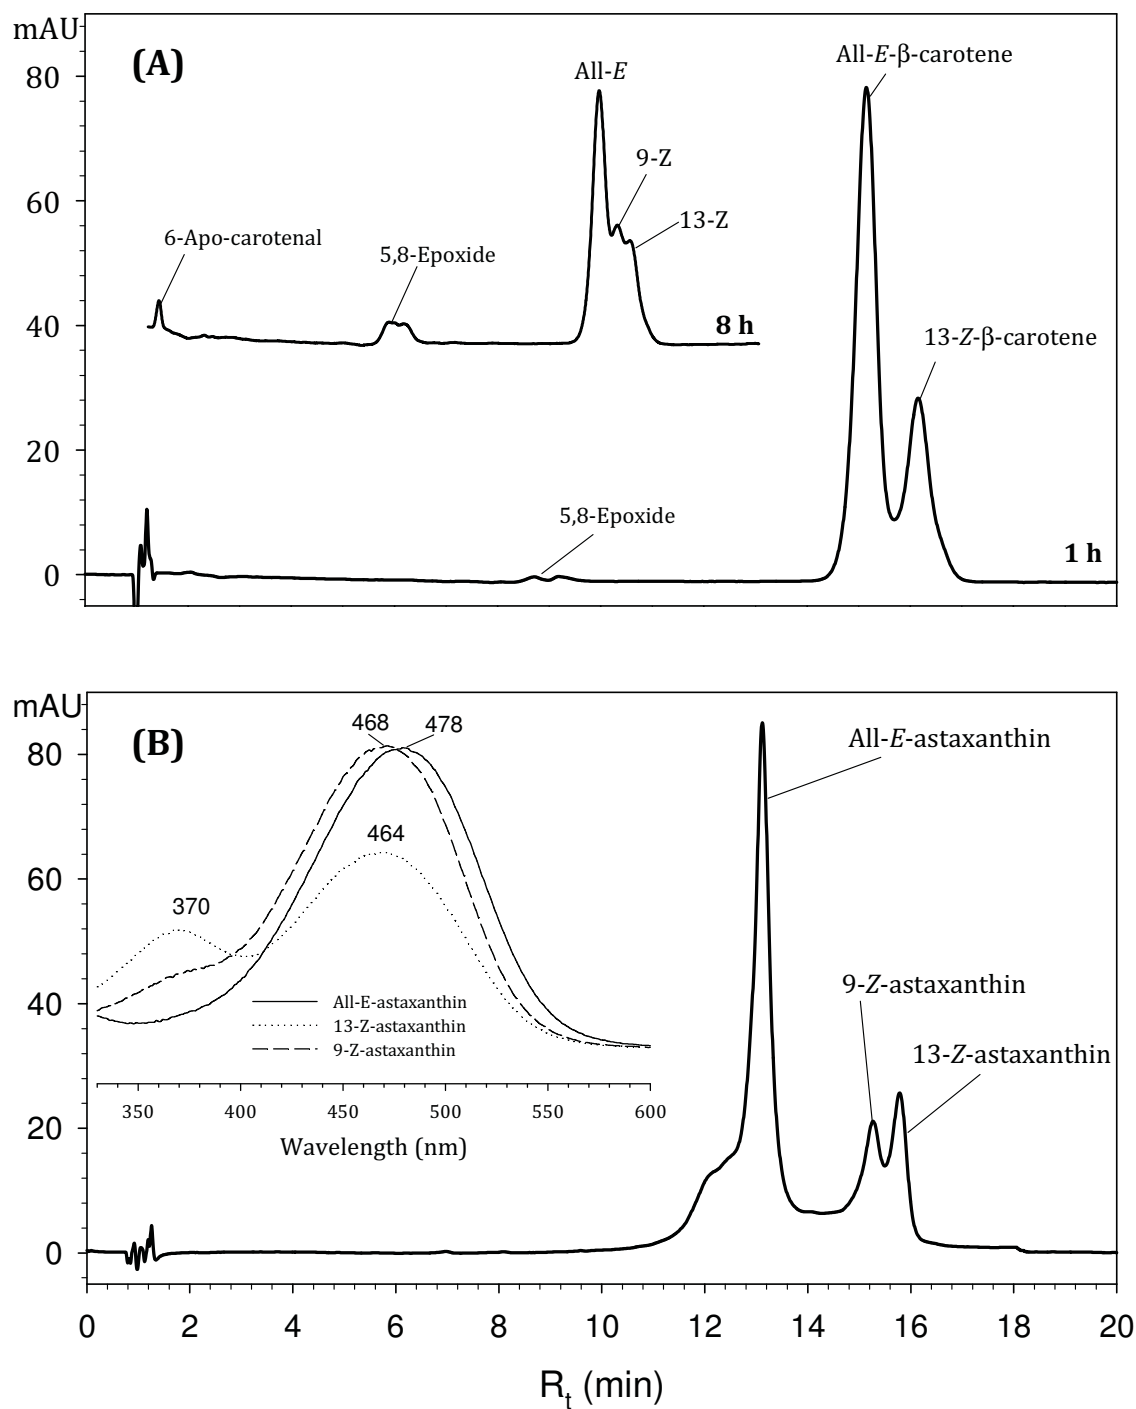 mAU
(A)
All-E
All-E-β-carotene
80
9-Z
60
13-Z
6-Apo-carotenal
5,8-Epoxide
40
8 h
13-Z-β-carotene
20
5,8-Epoxide
1 h
0
mAU
(B)
468
478
All-E-astaxanthin
80
464
60
370
9-Z-astaxanthin
40
All-E-astaxanthin
13-Z-astaxanthin
9-Z-astaxanthin
13-Z-astaxanthin
350 400 450 500 550 600
20
Wavelength (nm)
0
0 2 4 6 8 10 12 14 16 18 20
Rt (min)